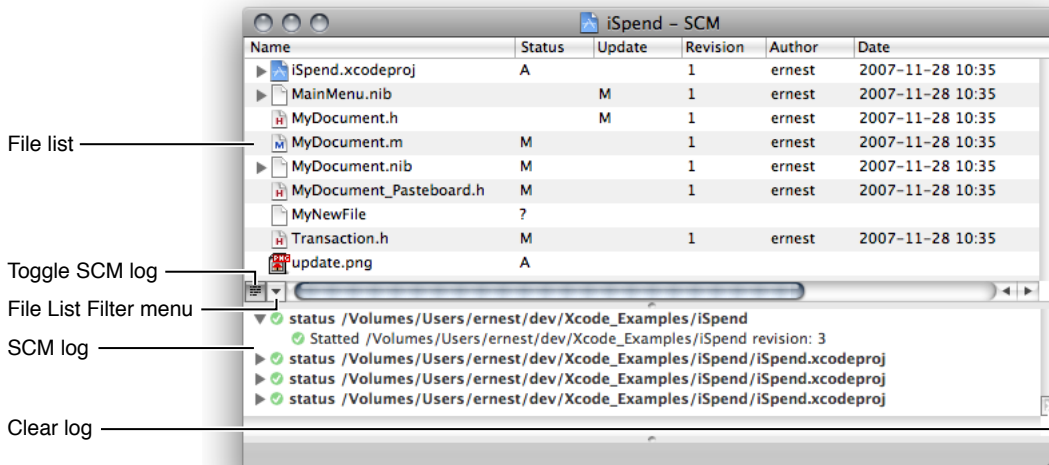 iSpend – SCM
Name Status Update Revision Author Date
iSpend.xcodeproj A 1 ernest 2007-11-28 10:35
MainMenu.nib M 1 ernest 2007-11-28 10:35
MyDocument.h M 1 ernest 2007-11-28 10:35
File list
MyDocument.m M 1 ernest 2007-11-28 10:35
MyDocument.nib M 1 ernest 2007-11-28 10:35
MyDocument_Pasteboard.h M 1 ernest 2007-11-28 10:35
MyNewFile ?
Transaction.h M 1 ernest 2007-11-28 10:35
update.png A
Toggle SCM log
File List Filter menu
status /Volumes/Users/ernest/dev/Xcode_Examples/iSpend
Statted /Volumes/Users/ernest/dev/Xcode_Examples/iSpend revision: 3
SCM log
status /Volumes/Users/ernest/dev/Xcode_Examples/iSpend/iSpend.xcodeproj
status /Volumes/Users/ernest/dev/Xcode_Examples/iSpend/iSpend.xcodeproj
status /Volumes/Users/ernest/dev/Xcode_Examples/iSpend/iSpend.xcodeproj
Clear log